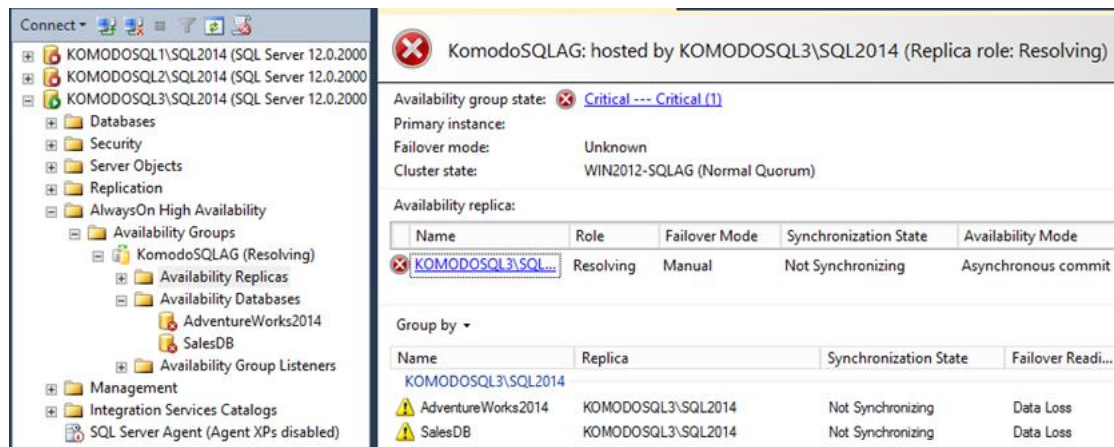 Connect
KOMODOSQL1\SQL2014 (SQL Server 12.0.2000
KOMODOSQL2\SQL2014 (SQL Server 12.0.2000
KOMODOSQL3\SQL2014 (SQL Server 12.0.2000
Databases
Security
Server Objects
Replication
AlwaysOn High Availability
Availability Groups
KomodoSQLAG (Resolving)
Availability Replicas
Availability Databases
AdventureWorks2014
SalesDB
Availability Group Listeners
Management
Integration Services Catalogs
SQL Server Agent (Agent XPs disabled)
KomodoSQLAG: hosted by KOMODOSQL3\SQL2014 (Replica role: Resolving)
Availability group state: Critical --- Critical (1)
Primary instance:
Failover mode: Unknown
Cluster state: WIN2012-SQLAG (Normal Quorum)
Availability replica:
Name Role Failover Mode Synchronization State Availability Mode
KOMODOSQL3\SQL... Resolving Manual Not Synchronizing Asynchronous commit
Group by
Name Replica Synchronization State Failover Readi...
KOMODOSQL3\SQL2014
AdventureWorks2014 KOMODOSQL3\SQL2014 Not Synchronizing Data Loss
SalesDB KOMODOSQL3\SQL2014 Not Synchronizing Data Loss